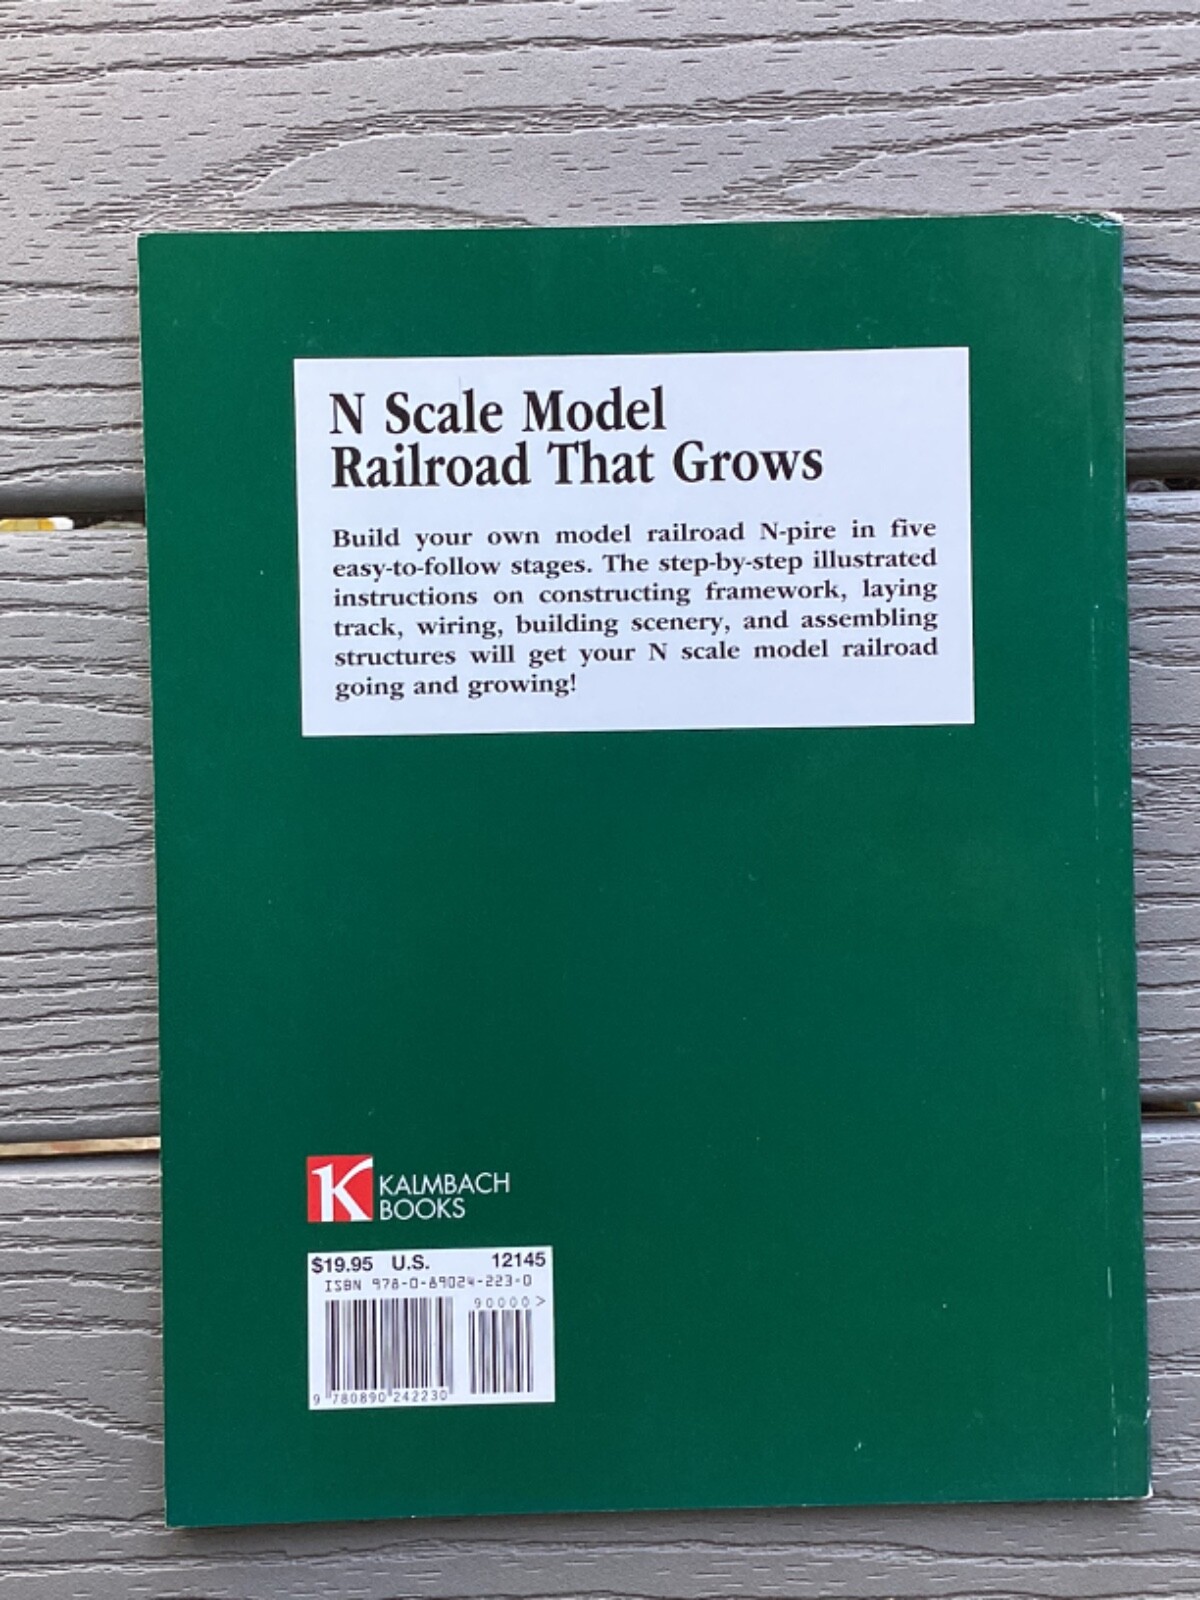 N Scale Model
Railroad That Grows
Build your own model railroad N-pire in five
easy-to-follow stages. The step-by-step illustrated
instructions on constructing framework, laying
track, wiring, building scenery, and assembling
structures will get your N scale model railroad
going and growing!
K KALMBACH
BOOKS
$19.95 U.S. 12145
ISBN 978-0-89024-223-0
90000>
9 780890 242230